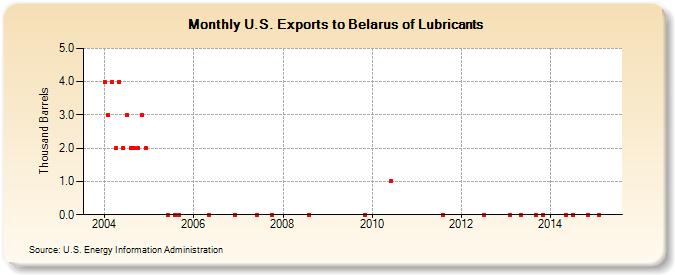 Monthly U.S. Exports to Belarus of Lubricants
Thousand Barrels
5.0
4.0
3.0
2.0
1.0
0.0
2004 2006 2008 2010 2012 2014
Source: U.S. Energy Information Administration